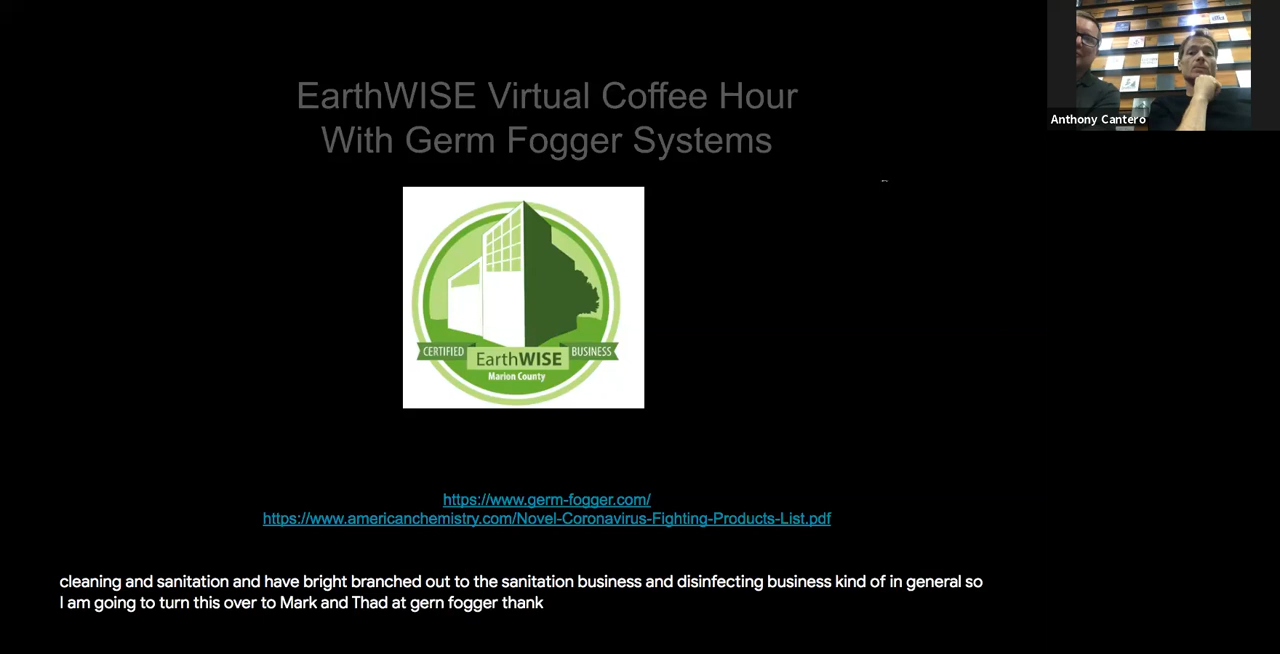 EarthWISE Virtual Coffee Hour
With Germ Fogger Systems
Anthony Cantero
CERTIFIED EarthWISE BUSINESS
Marion County
https://www.germ-fogger.com/
https://www.americanchemistry.com/Novel-Coronavirus-Fighting-Products-List.pdf
cleaning and sanitation and have bright branched out to the sanitation business and disinfecting business kind of in general so
I am going to turn this over to Mark and Thad at gern fogger thank